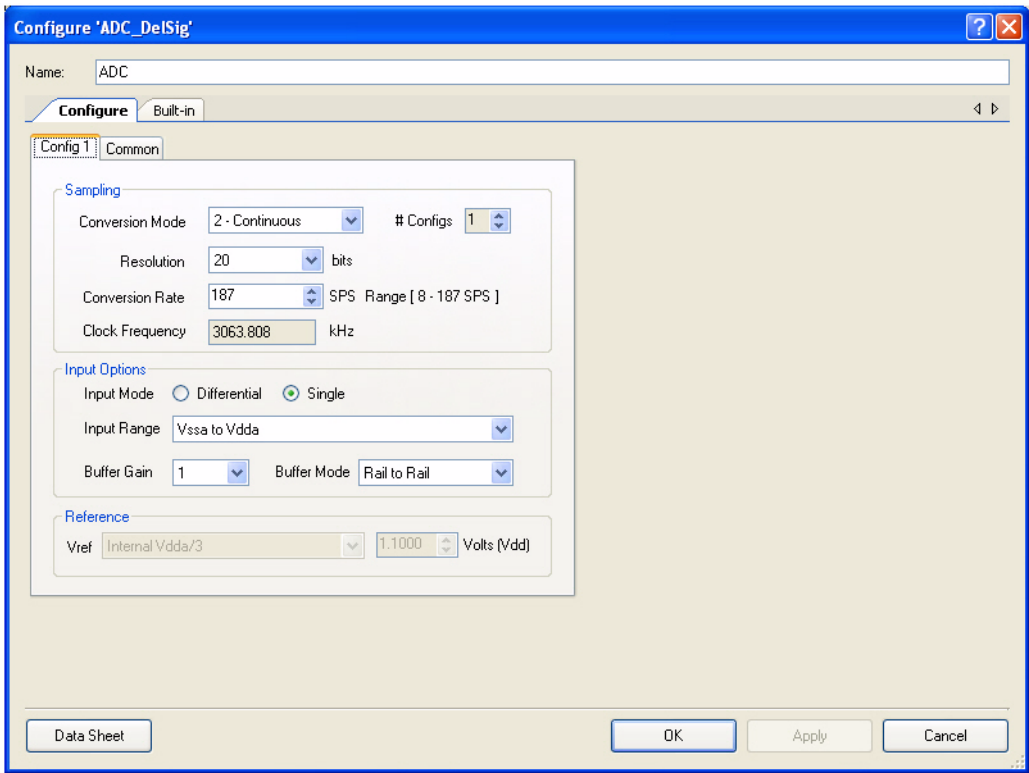 Configure 'ADC_DelSig'
Name: ADC
Configure Built-in
Config 1 Common
Sampling
Conversion Mode 2 - Continuous # Configs 1
Resolution 20 bits
Conversion Rate 187 SPS Range [ 8 - 187 SPS ]
Clock Frequency 3063.808 kHz
Input Options
Input Mode Differential Single
Input Range Vssa to Vdda
Buffer Gain 1 Buffer Mode Rail to Rail
Reference
Vref Internal Vdda/3 1.1000 Volts (Vdd)
Data Sheet OK Apply Cancel